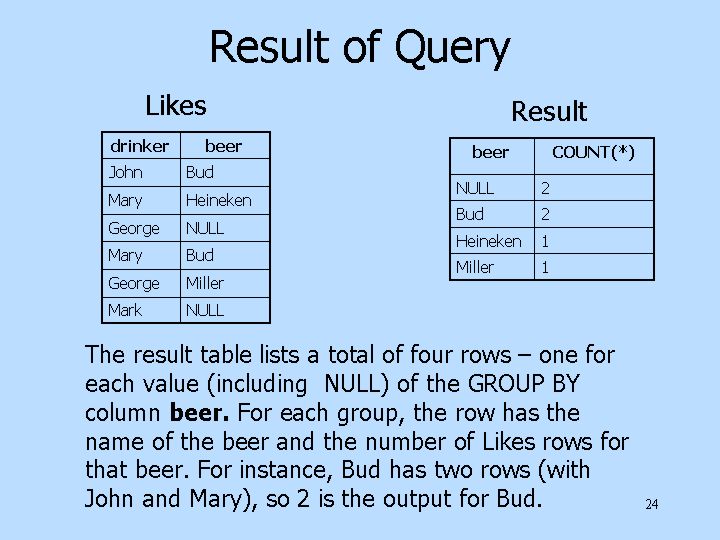 Result of Query
Likes
drinker beer
John Bud
Mary Heineken
George NULL
Mary Bud
George Miller
Mark NULL
Result
beer COUNT(*)
NULL 2
Bud 2
Heineken 1
Miller 1
The result table lists a total of four rows – one for
each value (including NULL) of the GROUP BY
column beer. For each group, the row has the
name of the beer and the number of Likes rows for
that beer. For instance, Bud has two rows (with
John and Mary), so 2 is the output for Bud.
24